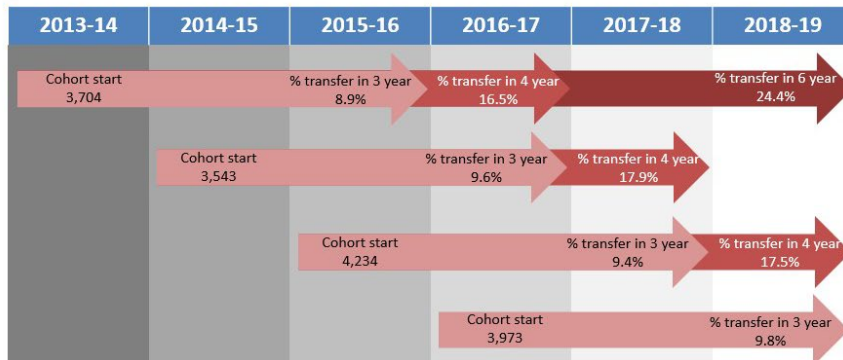 2013-14 2014-15 2015-16 2016-17 2017-18 2018-19
Cohort start % transfer in 3 year % transfer in 4 year % transfer in 6 year
3,704 8.9% 16.5% 24.4%
Cohort start % transfer in 3 year % transfer in 4 year
3,543 9.6% 17.9%
Cohort start % transfer in 3 year % transfer in 4 year
4,234 9.4% 17.5%
Cohort start % transfer in 3 year
3,973 9.8%